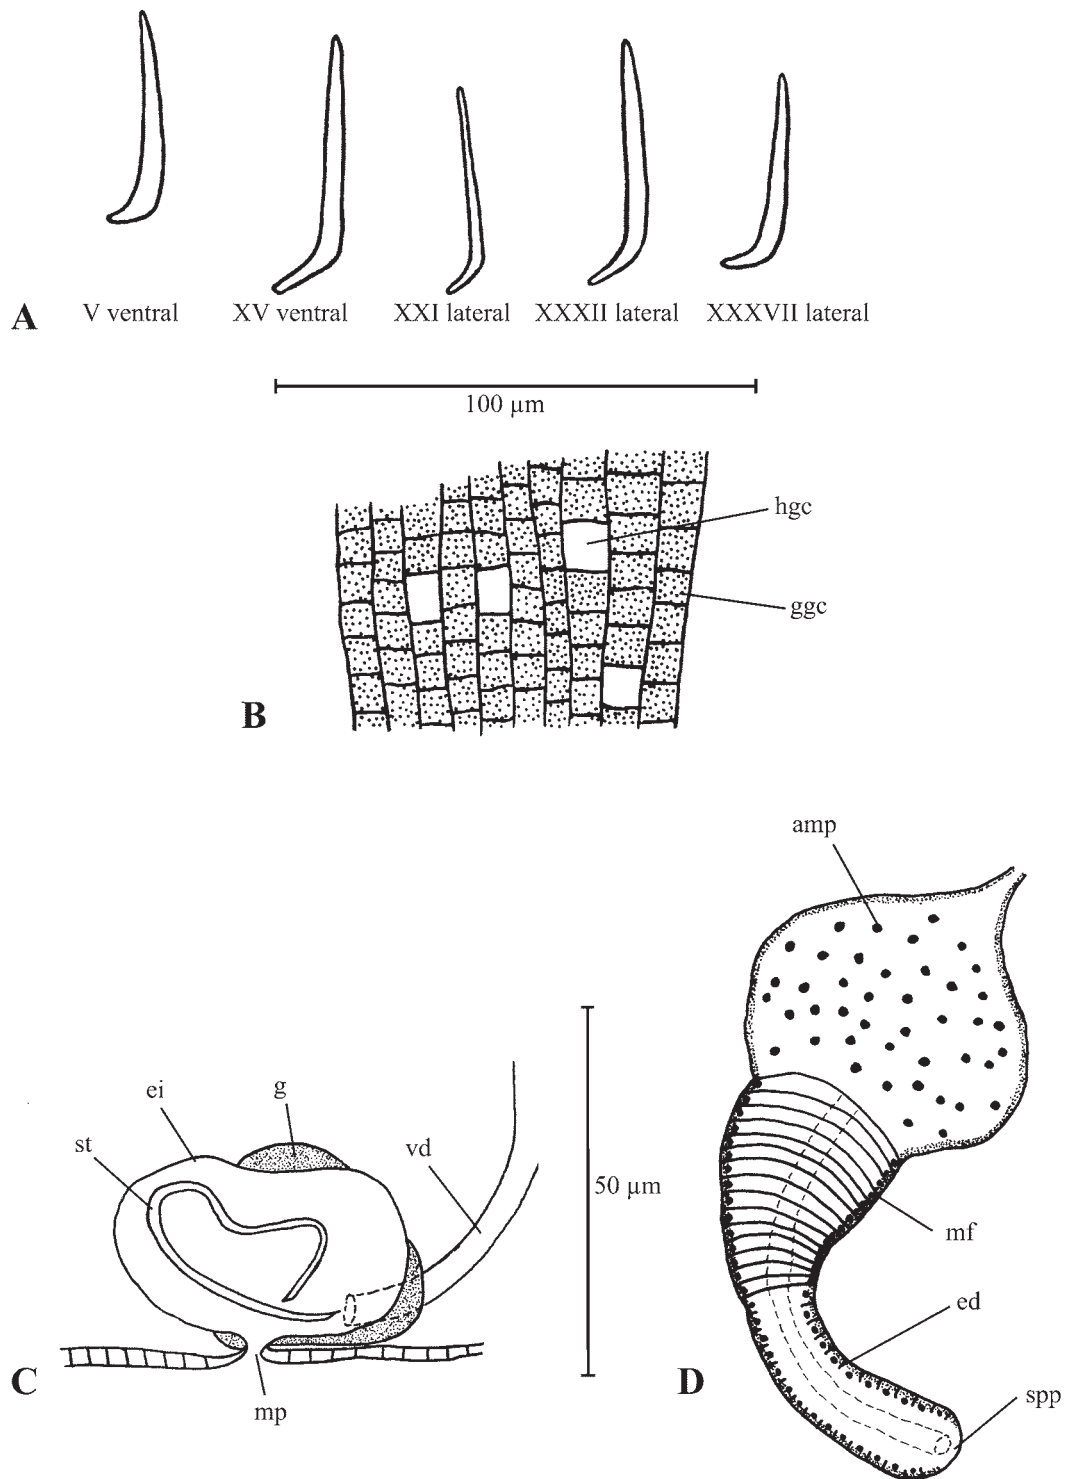 V ventral XV ventral XXI lateral XXXII lateral XXXVII lateral
A
100 µm
hgc
ggc
B
amp
ei g
st vd
50 µm
mf
ed
C D
spp
mp